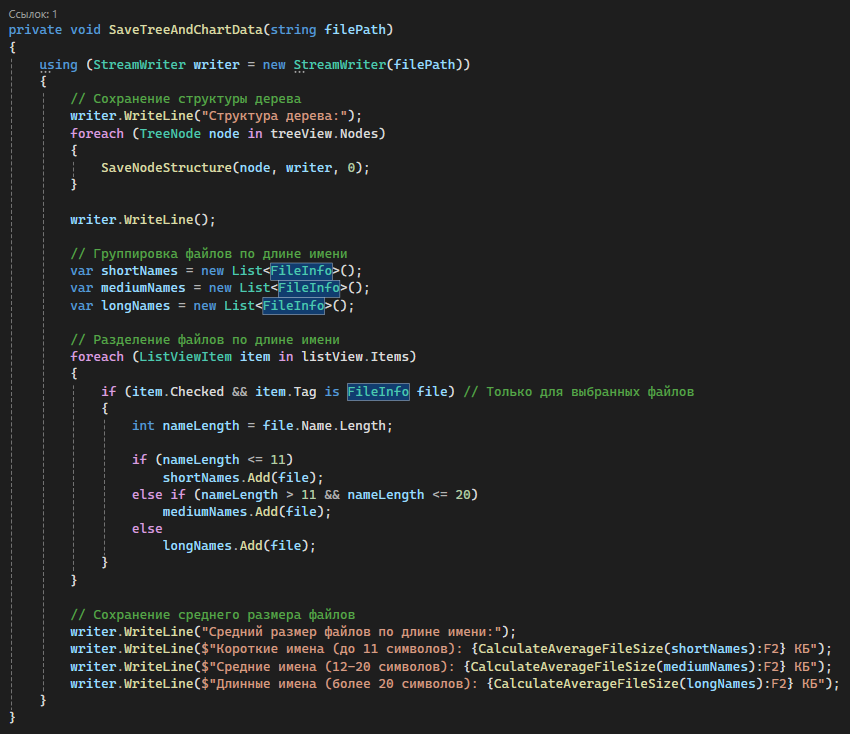 Ссылок: 1
private void SaveTreeAndChartData(string filePath)
{
using (StreamWriter writer = new StreamWriter(filePath))
{
// Сохранение структуры дерева
writer.WriteLine("Структура дерева:");
foreach (TreeNode node in treeView.Nodes)
{
SaveNodeStructure(node, writer, 0);
}
writer.WriteLine();
// Группировка файлов по длине имени
var shortNames = new List<FileInfo>();
var mediumNames = new List<FileInfo>();
var longNames = new List<FileInfo>();
// Разделение файлов по длине имени
foreach (ListViewItem item in listView.Items)
{
if (item.Checked && item.Tag is FileInfo file) // Только для выбранных файлов
{
int nameLength = file.Name.Length;
if (nameLength <= 11)
shortNames.Add(file);
else if (nameLength > 11 && nameLength <= 20)
mediumNames.Add(file);
else
longNames.Add(file);
}
}
// Сохранение среднего размера файлов
writer.WriteLine("Средний размер файлов по длине имени:");
writer.WriteLine($"Короткие имена (до 11 символов): {CalculateAverageFileSize(shortNames):F2} КБ");
writer.WriteLine($"Средние имена (12–20 символов): {CalculateAverageFileSize(mediumNames):F2} КБ");
writer.WriteLine($"Длинные имена (более 20 символов): {CalculateAverageFileSize(longNames):F2} КБ");
}
}